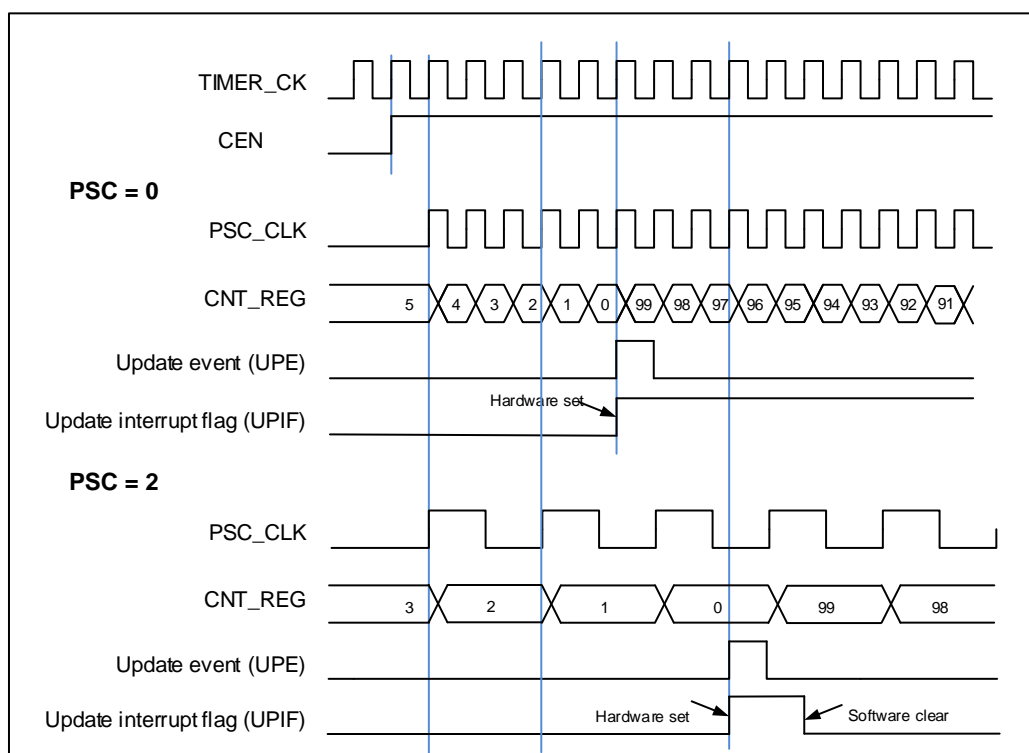 TIMER_CK
CEN
PSC = 0
PSC_CLK
CNT_REG 5 4 3 2 1 0 99 98 97 96 95 94 93 92 91
Update event (UPE)
Hardware set
Update interrupt flag (UPIF)
PSC = 2
PSC_CLK
CNT_REG 3 2 1 0 99 98
Update event (UPE)
Update interrupt flag (UPIF) Hardware set Software clear